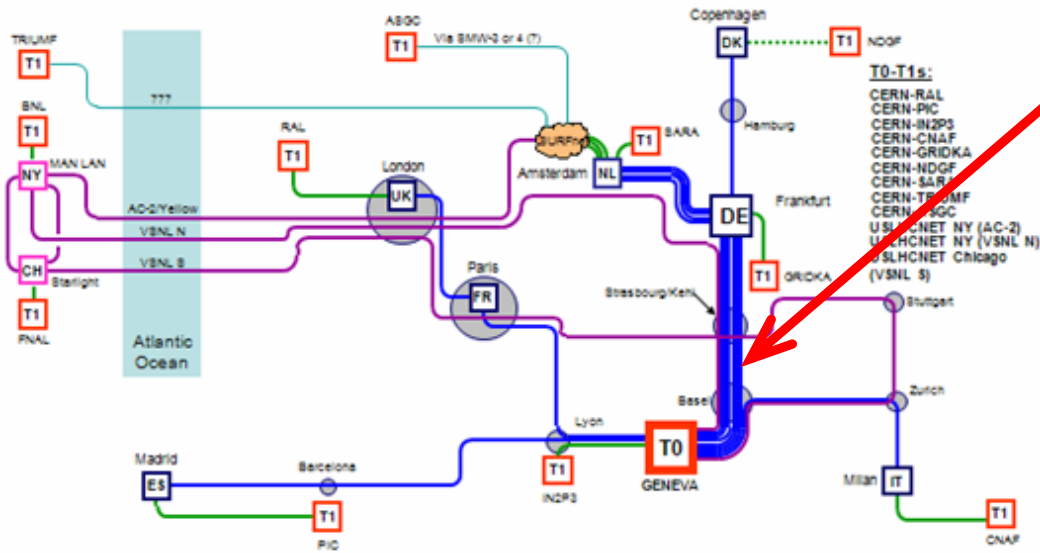 TRIUMF
T1
ASGC
T1
Via SMW-3 or 4 (?)
Copenhagen
DK
T1
NDGF
T0-T1s:
CERN-RAL
CERN-PIC
CERN-IN2P3
CERN-CNAF
CERN-GRIDKA
CERN-NDGF
CERN-SARA
CERN-TRIUMF
CERN-ASGC
USLHCNET NY (AC-2)
USLHCNET NY (VSNL N)
USLHCNET Chicago
(VSNL S)
???
BNL
T1
RAL
T1
Hamburg
SURFnet
T1
SARA
MAN LAN
NY
London
UK
Amsterdam
NL
DE
Frankfurt
AC-2/Yellow
VSNL N
VSNL S
CH
Starlight
T1
FNAL
Atlantic
Ocean
Paris
FR
T1
GRIDKA
Strasbourg/Kehl
Stuttgart
Basel
Zurich
Lyon
T1
IN2P3
T0
GENEVA
Madrid
ES
Barcelona
T1
PIC
Milan
IT
T1
CNAF